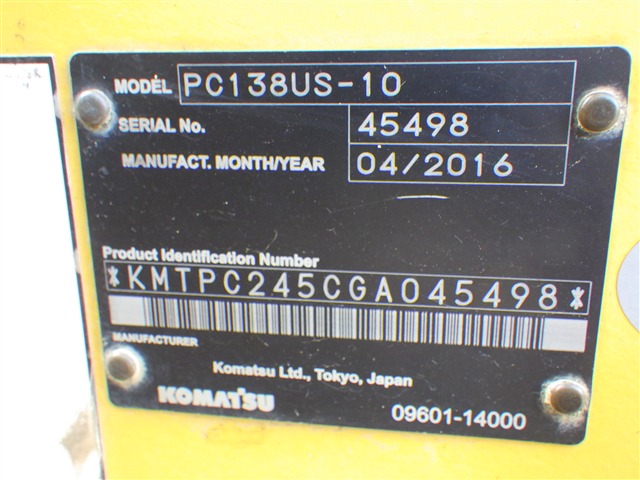 MODEL PC138US-10
SERIAL No. 45498
MANUFACT. MONTH/YEAR 04/2016
Product Identification Number
*KMTPC245CGA045498*
MANUFACTURER
Komatsu Ltd., Tokyo, Japan
KOMATSU
09601-14000